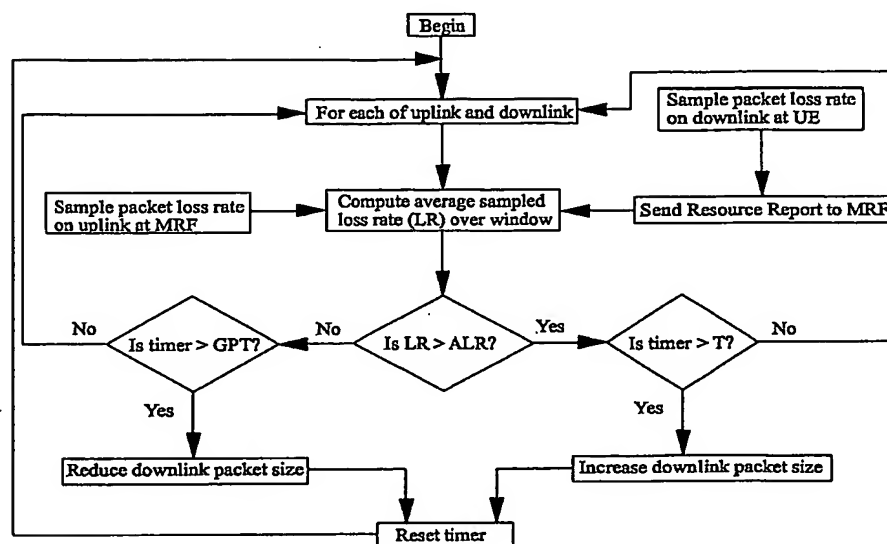 Begin
For each of uplink and downlink
Sample packet loss rate
on downlink at UE
Sample packet loss rate
on uplink at MRF
Compute average sampled
loss rate (LR) over window
Send Resource Report to MRF
No
Is timer > GPT?
No
Is LR > ALR?
Yes
Is timer > T?
No
Yes
Yes
Reduce downlink packet size
Increase downlink packet size
Reset timer